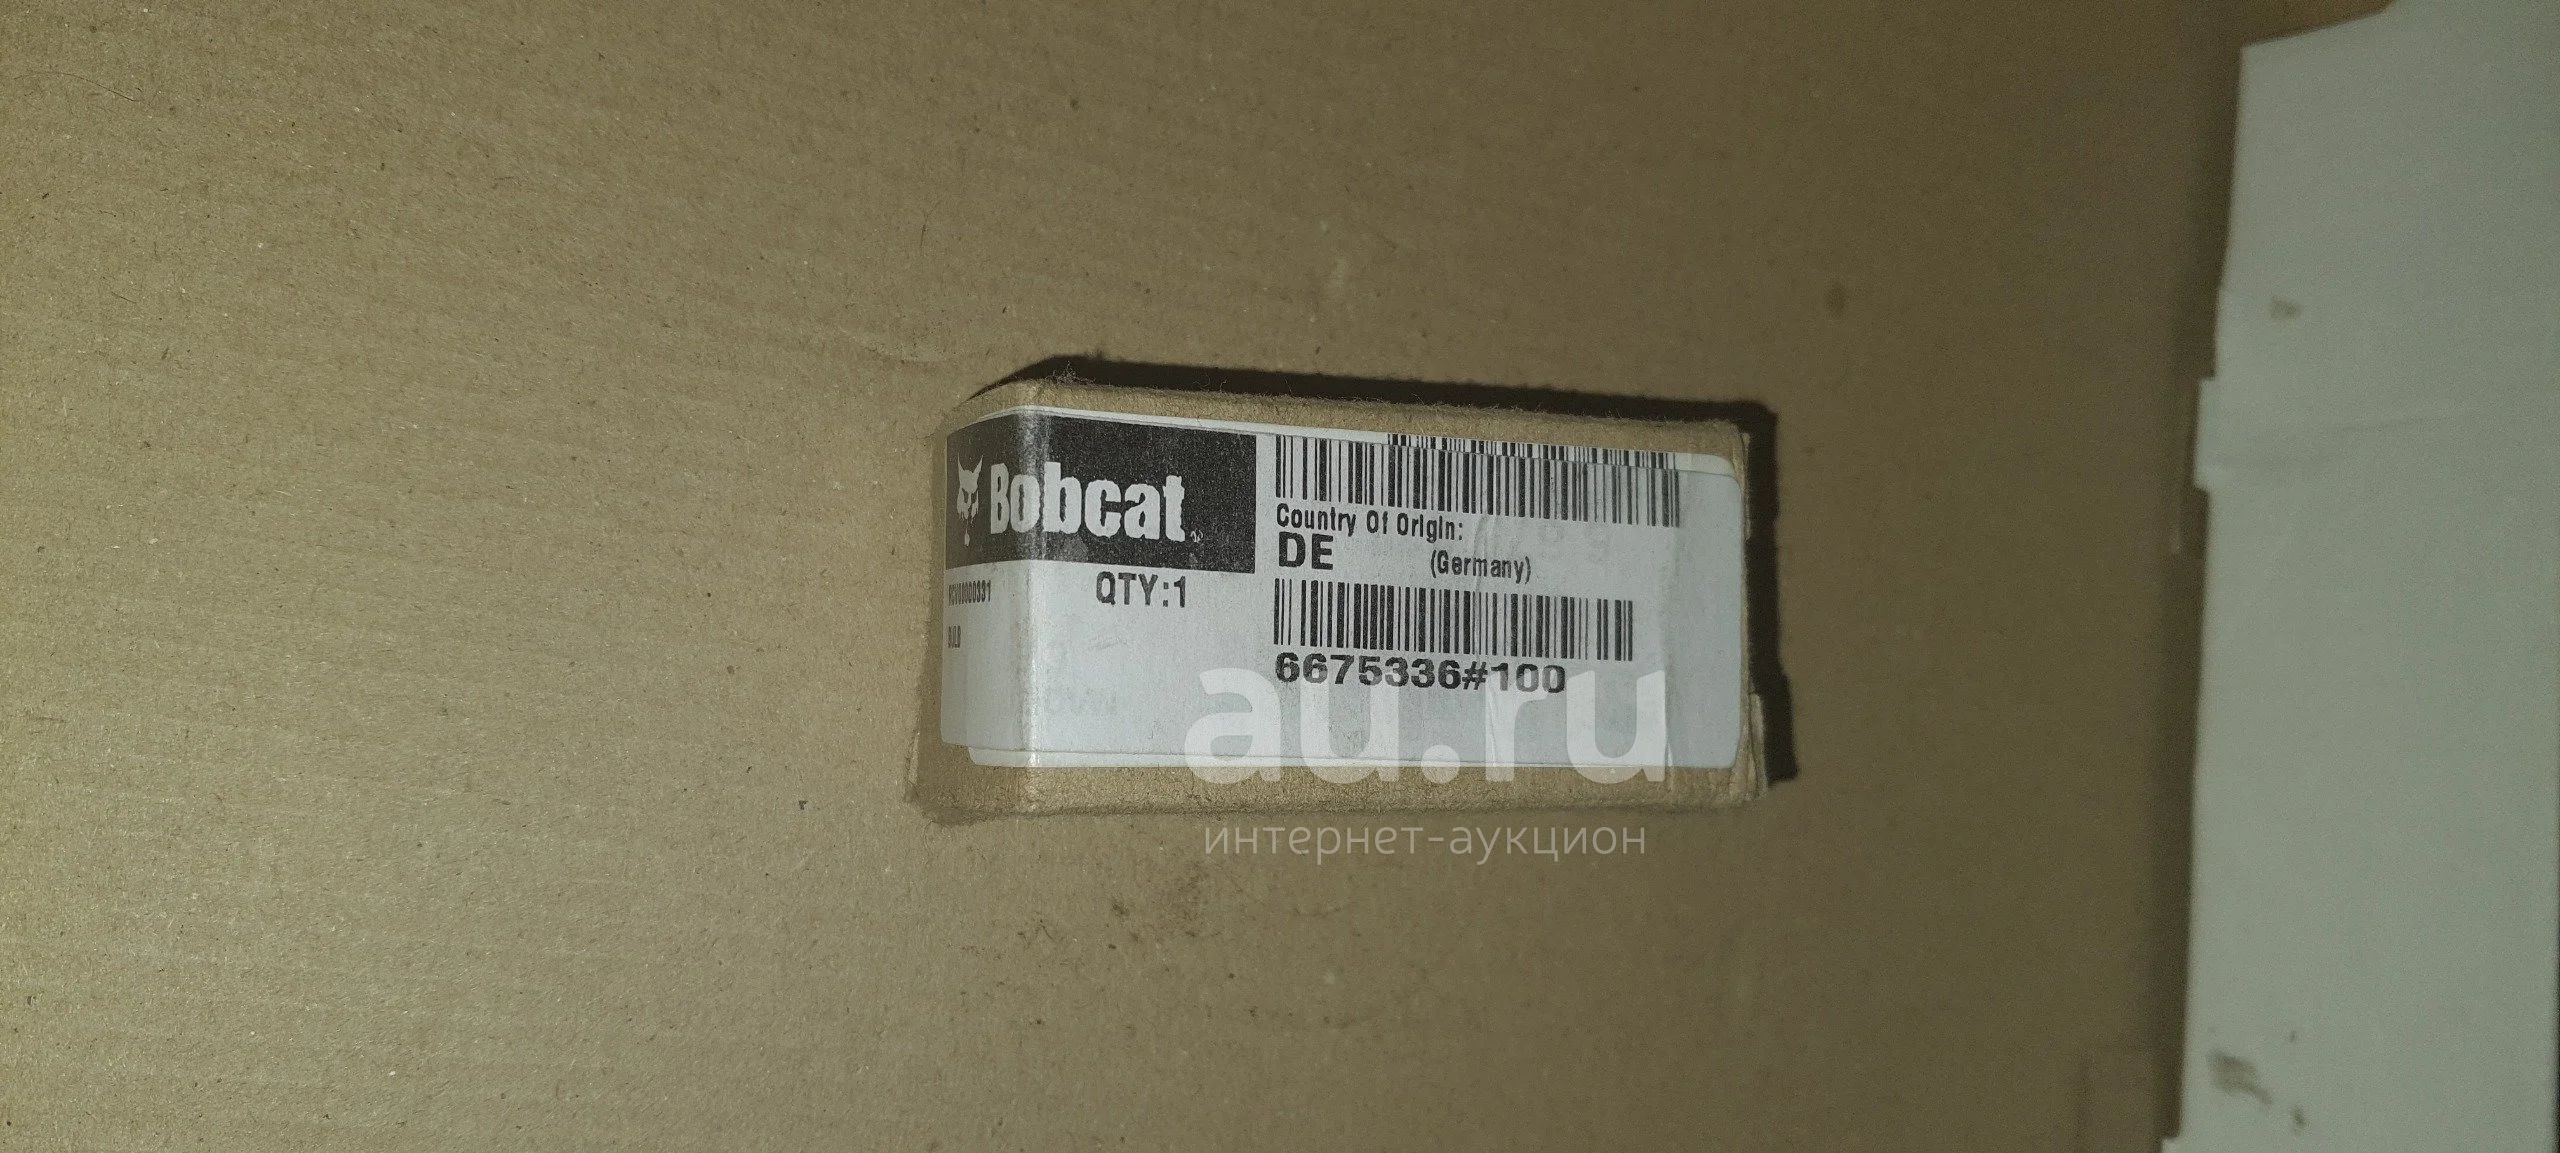 Bobcat
QTY:1
Country Of Origin:
DE (Germany)
6675336#100
au.ru
интернет-аукцион